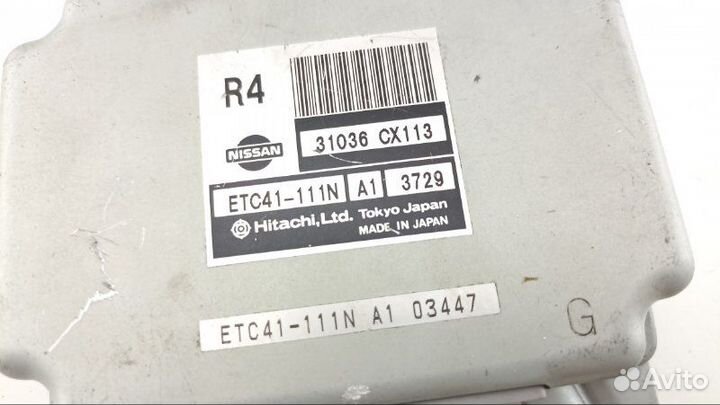 R4
31036 CX113
NISSAN
ETC41-111N A1 3729
Hitachi, Ltd. Tokyo Japan
MADE IN JAPAN
ETC41-111N A1 03447
G
Avito